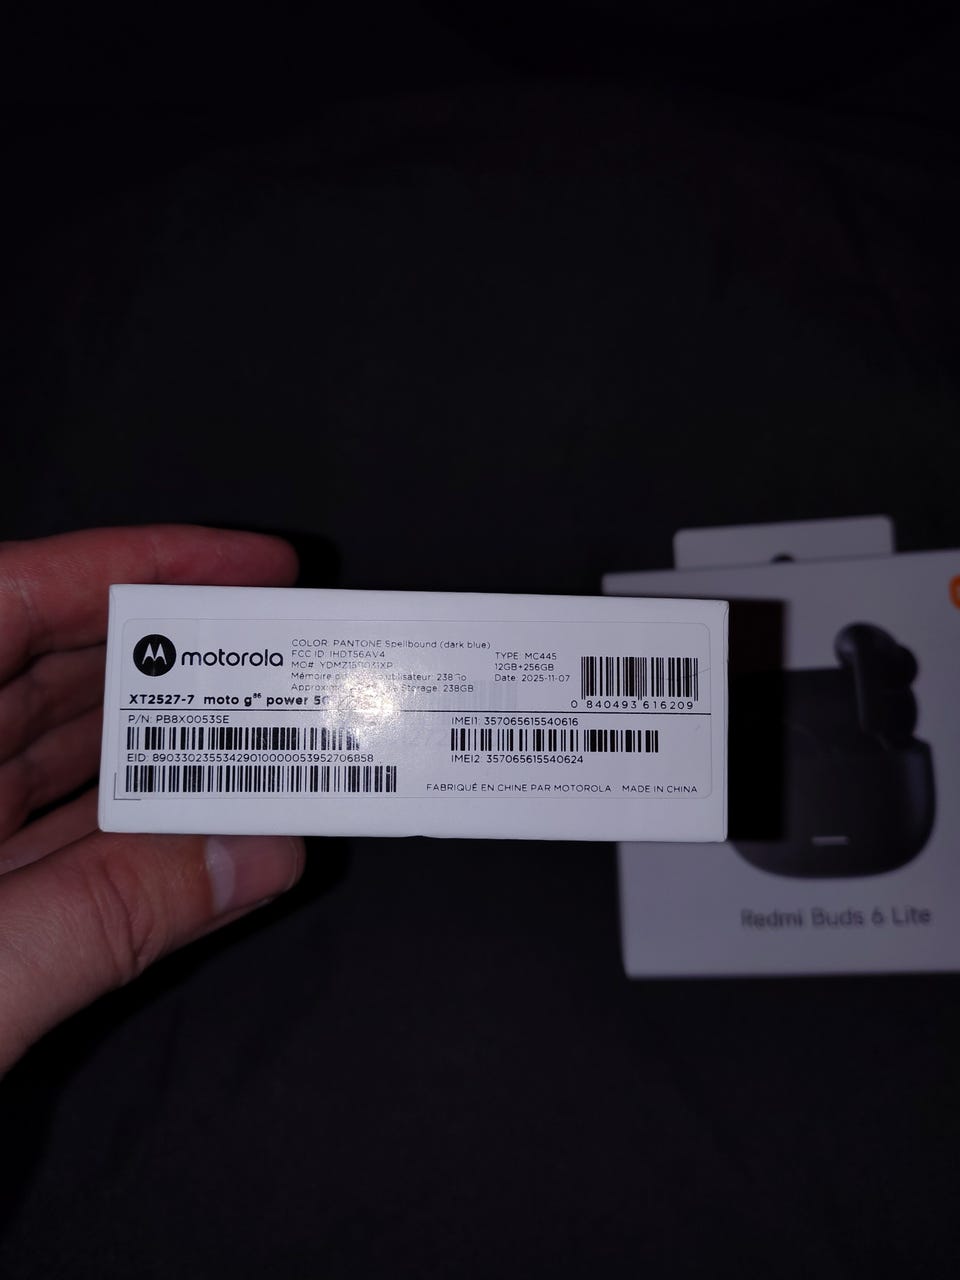 motorola
COLOR: PANTONE Spellbound (dark blue)
FCC ID: IHDT56AV4
MO#:
Mémoire utilisateur:
Storage: 238GB
TYPE: MC445
12GB+256GB
Date: 2025-11-07
0 840493 616209
XT2527-7 moto g86 power
P/N: PB8X0053SE
EID: 89033023553429010000053952706858
IMEI1: 357065615540616
IMEI2: 357065615540624
FABRIQUÉ EN CHINE PAR MOTOROLA MADE IN CHINA
Redmi Buds 6 Lite